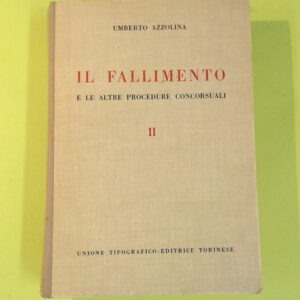 UMBERTO AZZOLINA
IL FALLIMENTO
E LE ALTRE PROCEDURE CONCORSUALI
II
UNIONE TIPOGRAFICO-EDITRICE TORINESE